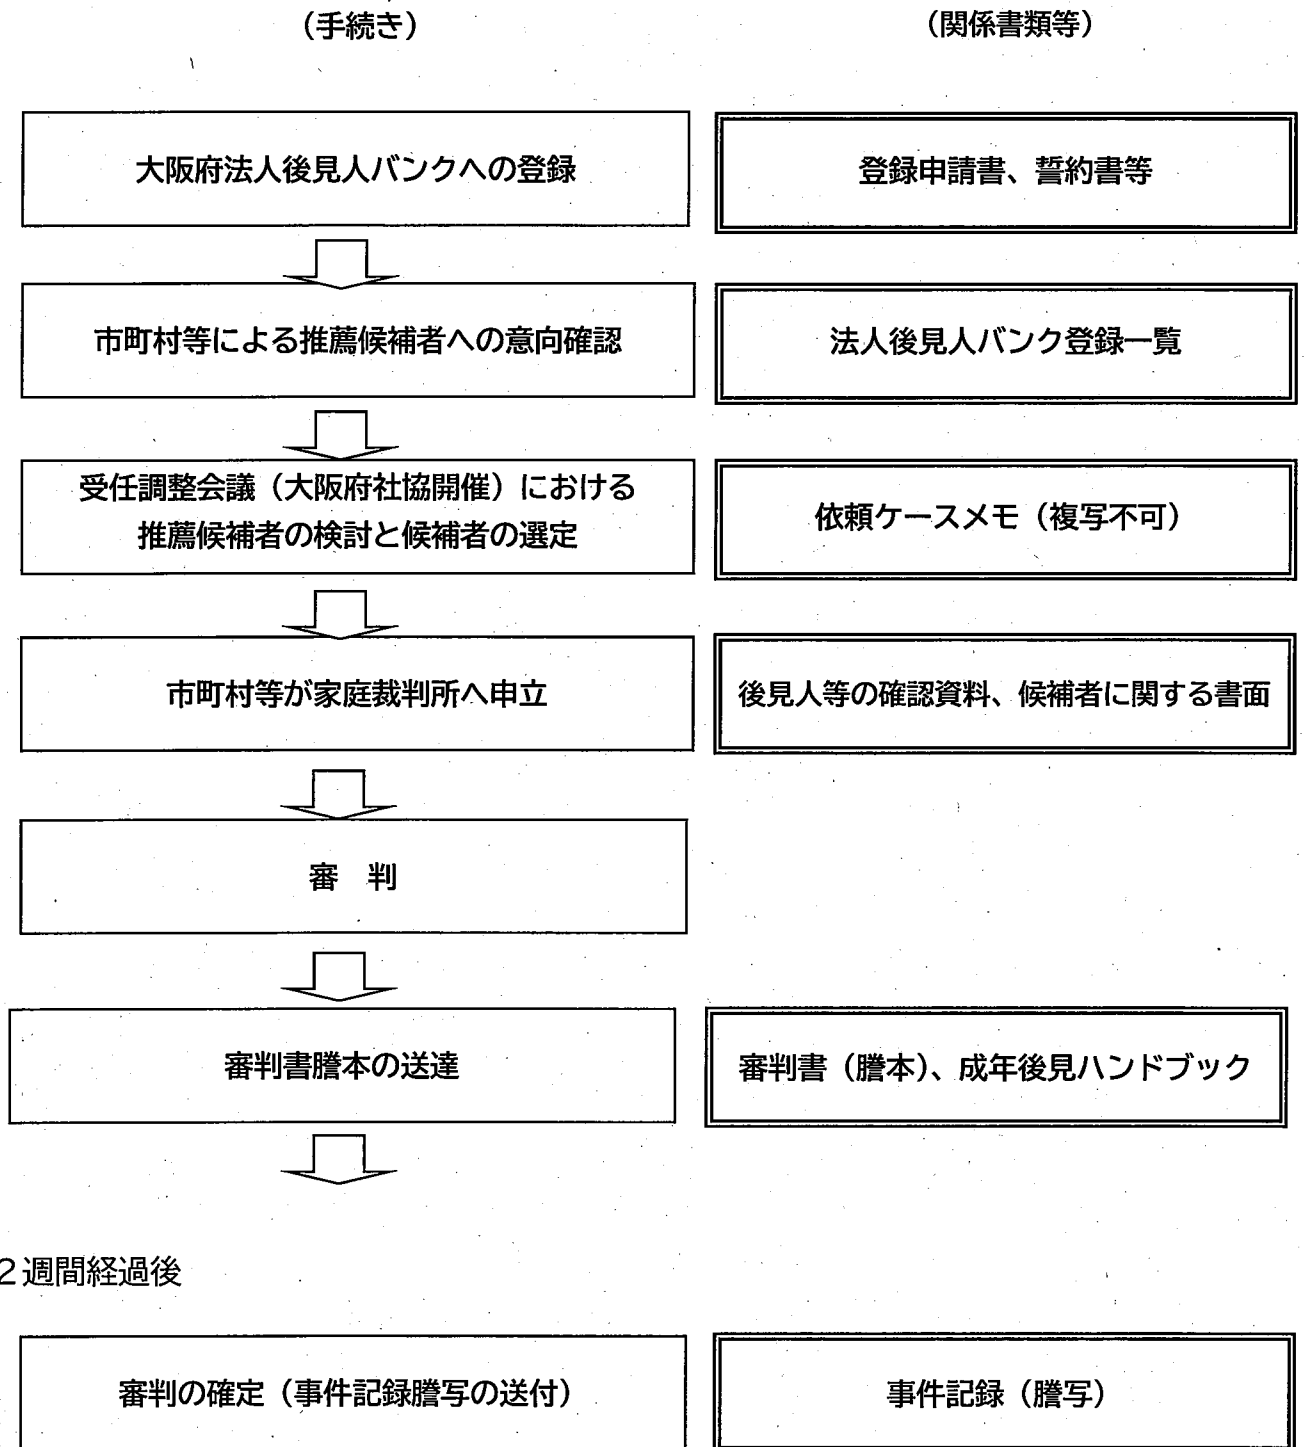 （手続き）
（関係書類等）
大阪府法人後見人バンクへの登録
登録申請書、誓約書等
市町村等による推薦候補者への意向確認
法人後見人バンク登録一覧
受任調整会議（大阪府社協開催）における
推薦候補者の検討と候補者の選定
依頼ケースメモ（複写不可）
市町村等が家庭裁判所へ申立
後見人等の確認資料、候補者に関する書面
審　判
審判書謄本の送達
審判書（謄本）、成年後見ハンドブック
2週間経過後
審判の確定（事件記録謄写の送付）
事件記録（謄写）